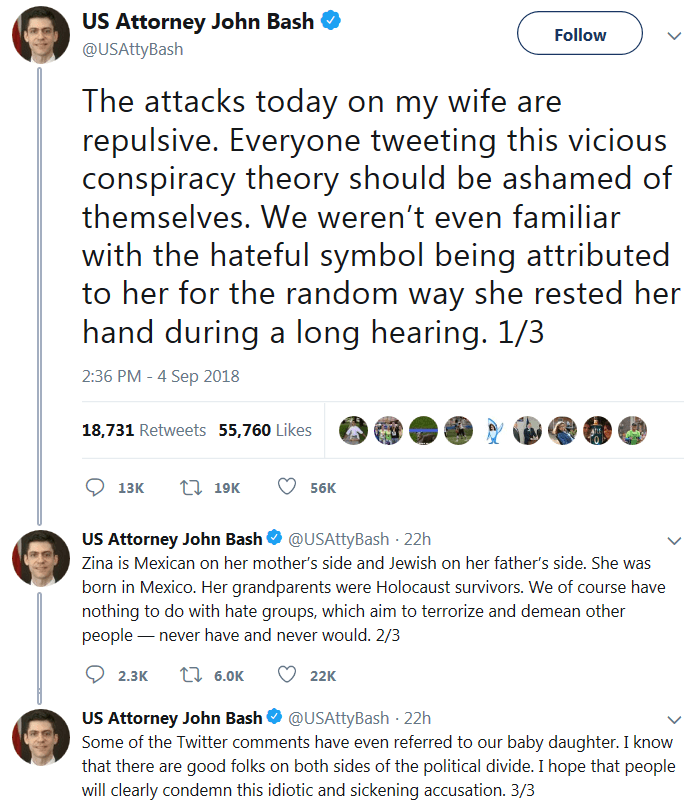 US Attorney John Bash
@USAttyBash
Follow
The attacks today on my wife are
repulsive. Everyone tweeting this vicious
conspiracy theory should be ashamed of
themselves. We weren’t even familiar
with the hateful symbol being attributed
to her for the random way she rested her
hand during a long hearing. 1/3
2:36 PM - 4 Sep 2018
18,731 Retweets 55,760 Likes
13K 19K 56K
US Attorney John Bash @USAttyBash · 22h
Zina is Mexican on her mother’s side and Jewish on her father’s side. She was
born in Mexico. Her grandparents were Holocaust survivors. We of course have
nothing to do with hate groups, which aim to terrorize and demean other
people — never have and never would. 2/3
2.3K 6.0K 22K
US Attorney John Bash @USAttyBash · 22h
Some of the Twitter comments have even referred to our baby daughter. I know
that there are good folks on both sides of the political divide. I hope that people
will clearly condemn this idiotic and sickening accusation. 3/3